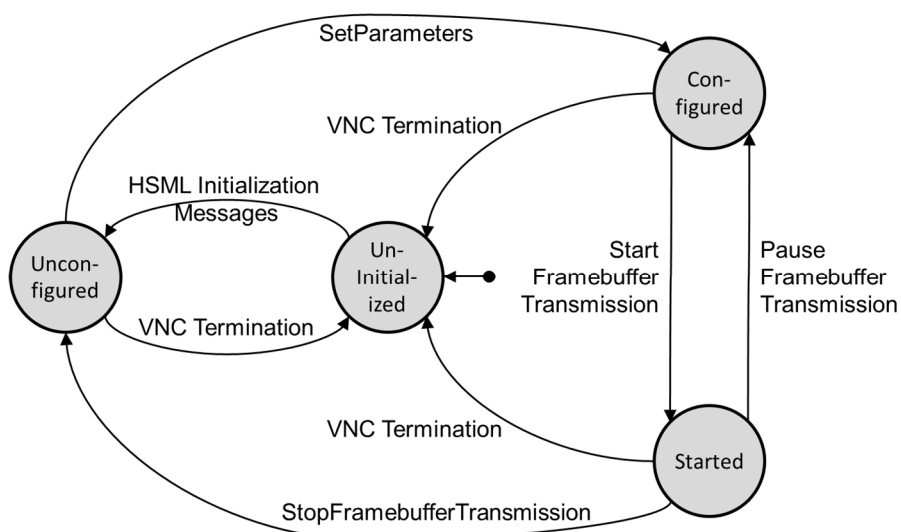 SetParameters
Con-
figured
VNC Termination
HSML Initialization
Messages
Uncon-
figured
Un-
Initial-
ized
Start
Framebuffer
Transmission
Pause
Framebuffer
Transmission
VNC Termination
VNC Termination
Started
StopFramebufferTransmission